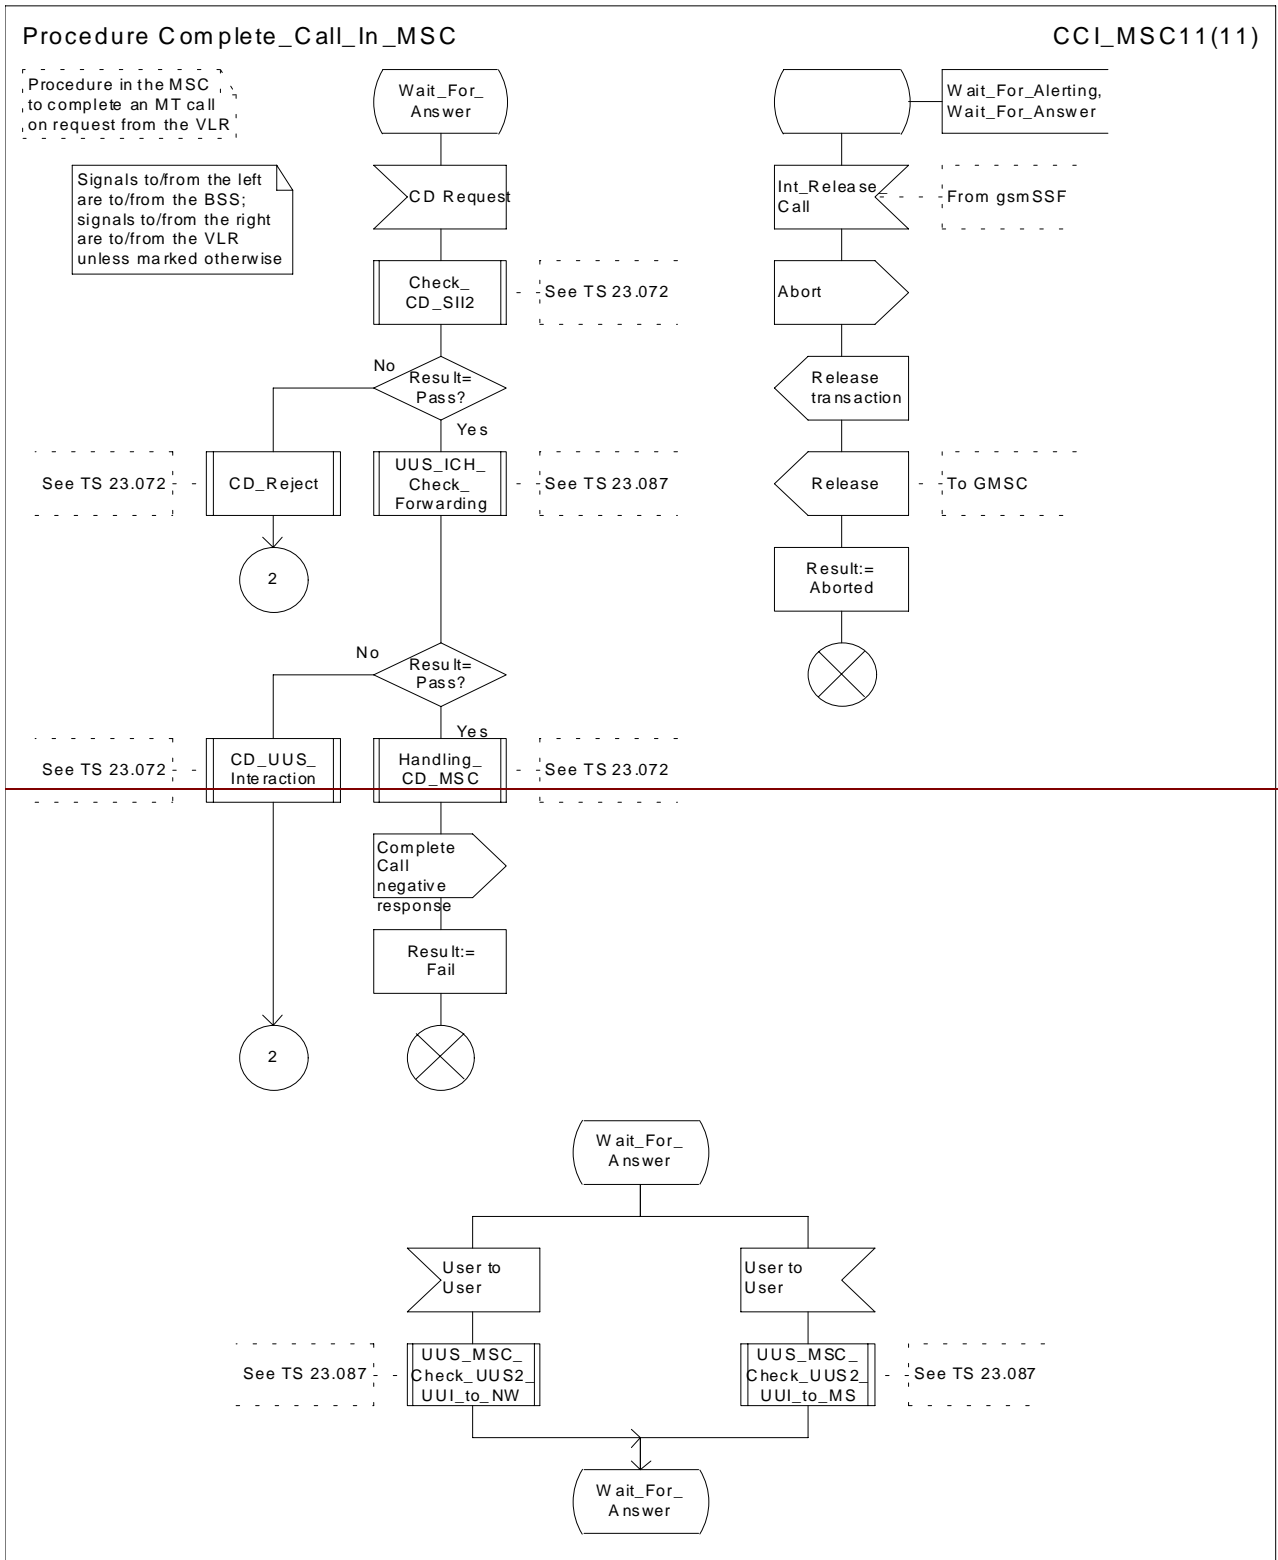 Procedure Complete_Call_In_MSC
CCI_MSC11(11)
Procedure in the MSC
to complete an MT call
on request from the VLR
Signals to/from the left
are to/from the BSS;
signals to/from the right
are to/from the VLR
unless marked otherwise
Wait_For_
Answer
CD Request
Check_
CD_SII2
See TS 23.072
No
Result=
Pass?
Yes
See TS 23.072
CD_Reject
UUS_ICH_
Check_
Forwarding
See TS 23.087
2
No
Result=
Pass?
Yes
See TS 23.072
CD_UUS_
Interaction
Handling_
CD_MSC
See TS 23.072
Complete
Call
negative
response
Result:=
Fail
2
Wait_For_Alerting,
Wait_For_Answer
Int_Release_
Call
From gsmSSF
Abort
Release
transaction
Release
To GMSC
Result:=
Aborted
Wait_For_
Answer
User to
User
User to
User
See TS 23.087
UUS_MSC_
Check_UUS2_
UUI_to_NW
UUS_MSC_
Check_UUS2_
UUI_to_MS
See TS 23.087
Wait_For_
Answer